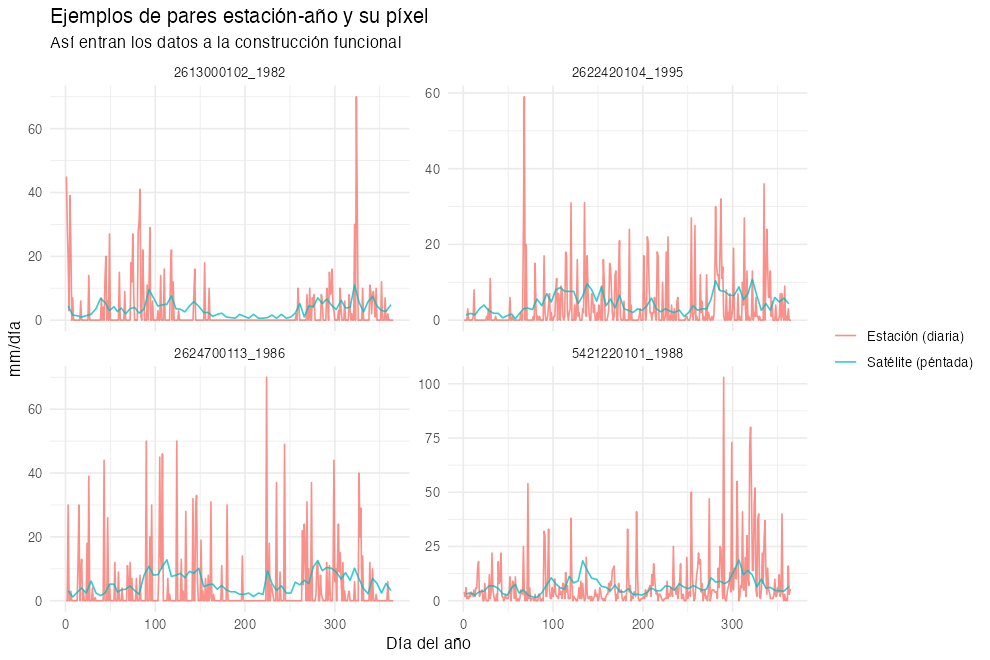 Ejemplos de pares estación-año y su píxel
Así entran los datos a la construcción funcional
2613000102_1982
2622420104_1995
60
40
20
0
60
40
20
0
mm/día
2624700113_1986
5421220101_1988
60
40
20
0
100
75
50
25
0
0 100 200 300
0 100 200 300
Día del año
Estación (diaria)
Satélite (péntada)